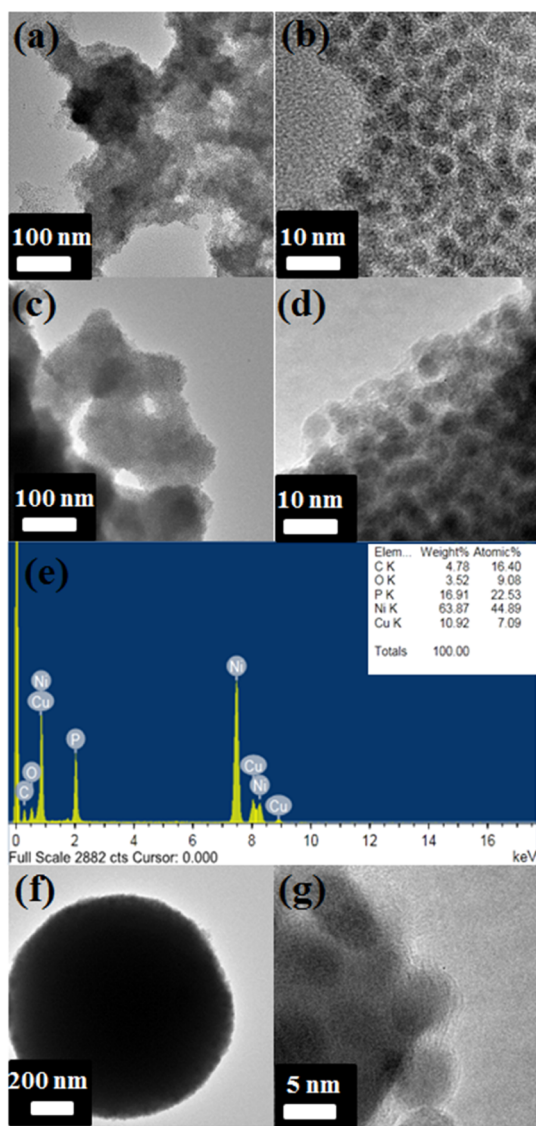 (a)
100 nm
(b)
10 nm
(c)
100 nm
(d)
10 nm
(e)
Elem... Weight% Atomic%
C K 4.78 16.40
O K 3.52 9.08
P K 16.91 22.53
Ni K 63.87 44.89
Cu K 10.92 7.09
Totals 100.00
Ni
Cu
P
O
C
Ni
Cu
Ni
Cu
0 2 4 6 8 10 12 14 16
Full Scale 2882 cts Cursor: 0.000
keV
(f)
200 nm
(g)
5 nm